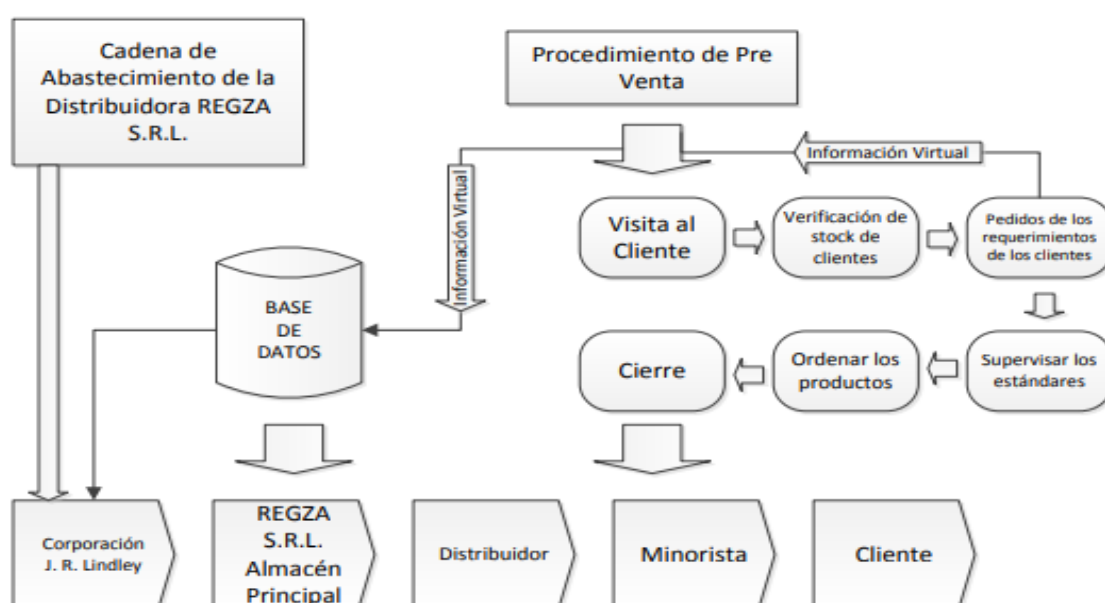 Cadena de
Abastecimiento de la
Distribuidora REGZA
S.R.L.
Procedimiento de Pre
Venta
Información Virtual
Información Virtual
Visita al
Cliente
Verificación de
stock de
clientes
Pedidos de los
requerimientos
de los clientes
BASE
DE
DATOS
Cierre
Ordenar los
productos
Supervisar los
estándares
Corporación
J. R. Lindley
REGZA
S.R.L.
Almacén
Principal
Distribuidor
Minorista
Cliente